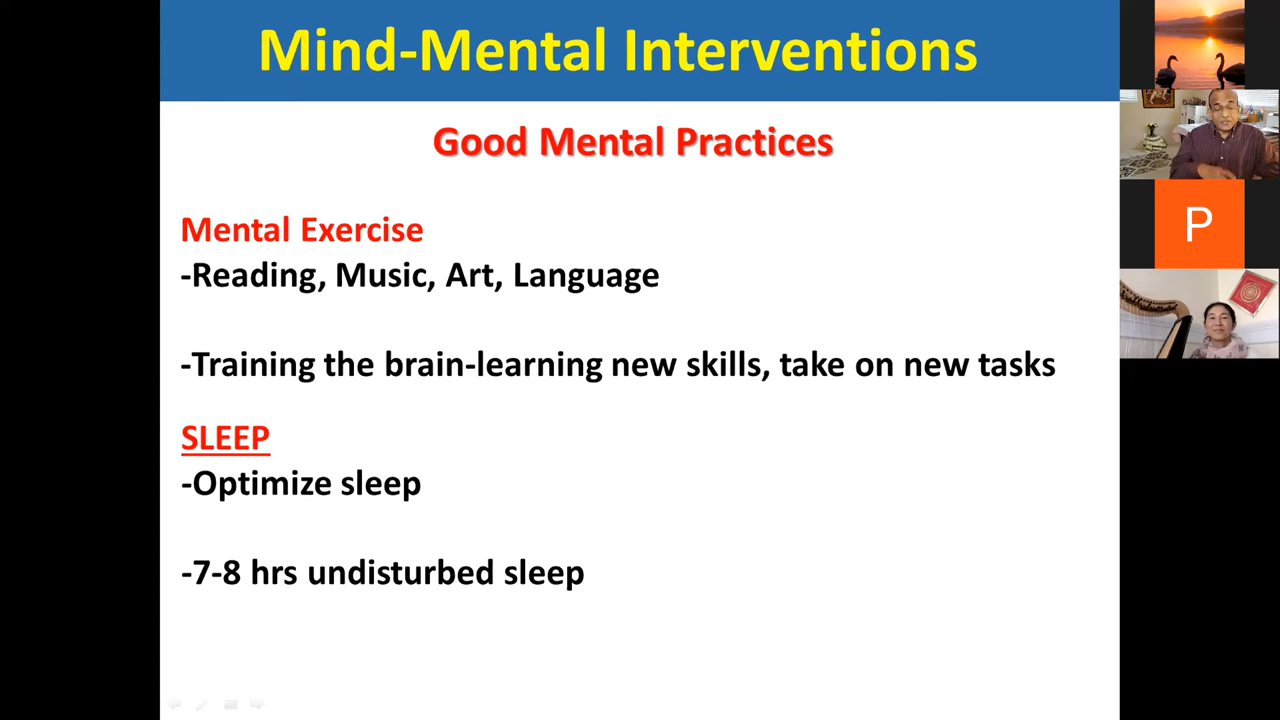 Mind-Mental Interventions
Good Mental Practices
Mental Exercise
-Reading, Music, Art, Language
-Training the brain-learning new skills, take on new tasks
SLEEP
-Optimize sleep
-7-8 hrs undisturbed sleep
P